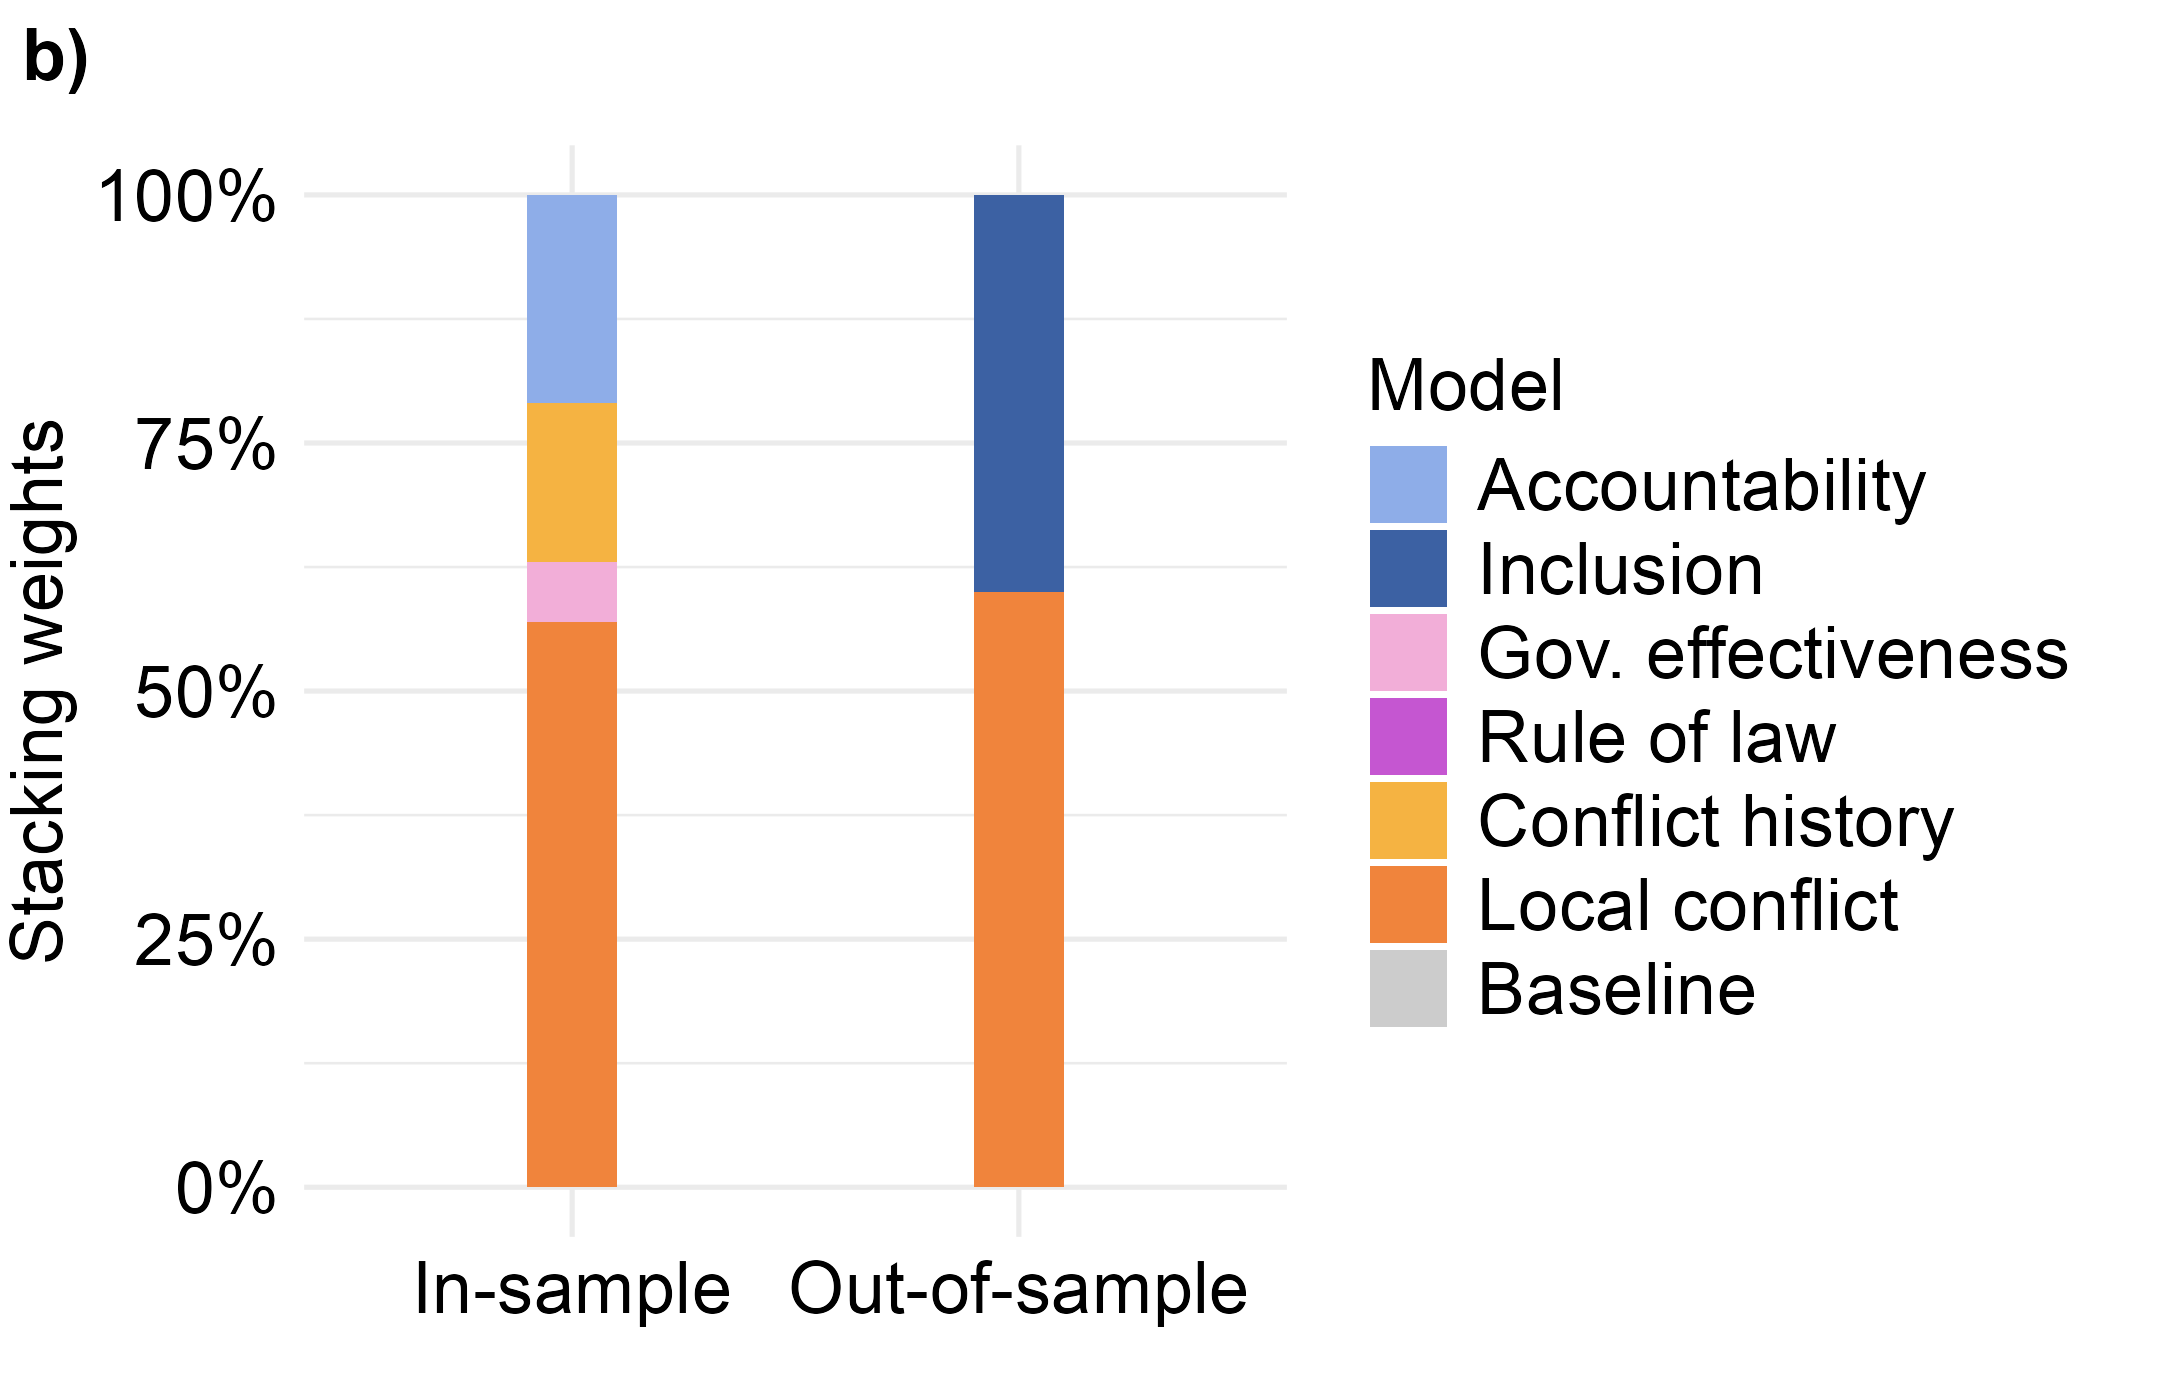 b)
100%
75%
50%
25%
0%
Stacking weights
In-sample
Out-of-sample
Model
Accountability
Inclusion
Gov. effectiveness
Rule of law
Conflict history
Local conflict
Baseline